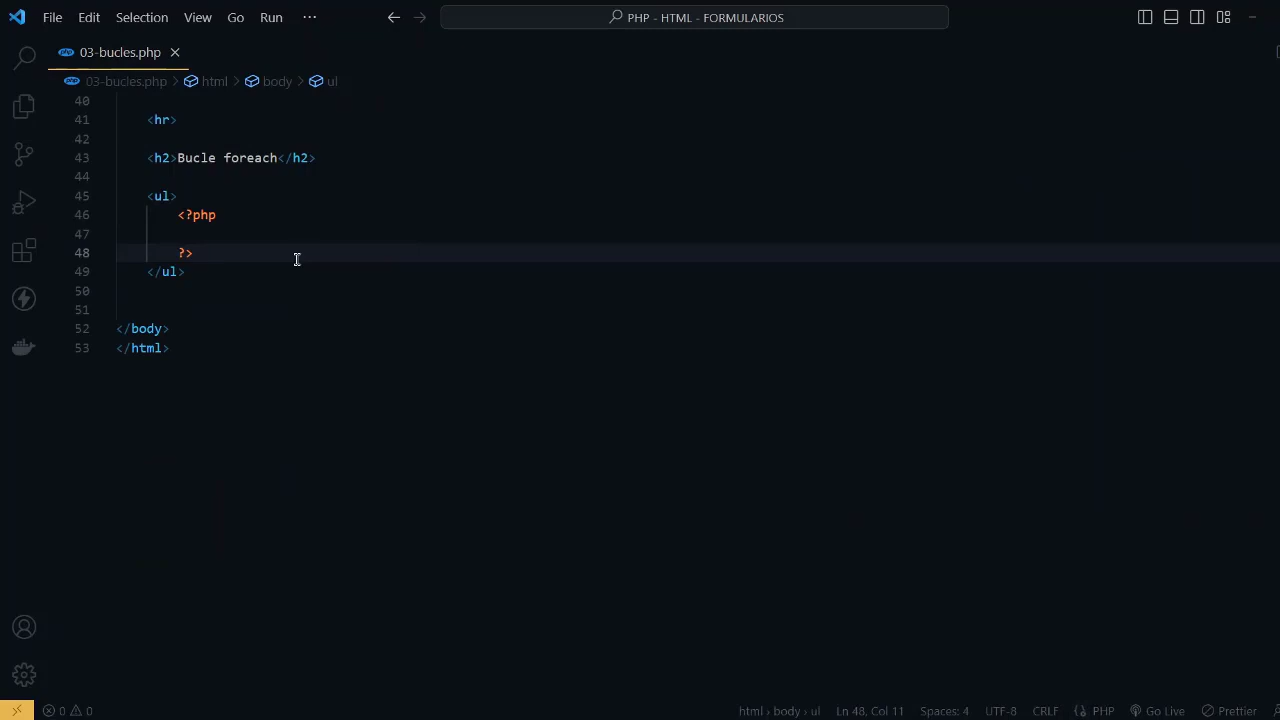 File Edit Selection View Go Run ··· PHP - HTML - FORMULARIOS
03-bucles.php
03-bucles.php > html > body > ul
40
41 <hr>
42
43 <h2>Bucle foreach</h2>
44
45 <ul>
46 <?php
47
48 ?>
49 </ul>
50
51
52 </body>
53 </html>
0 0 html > body > ul Ln 48, Col 11 Spaces: 4 UTF-8 CRLF PHP Go Live Prettier